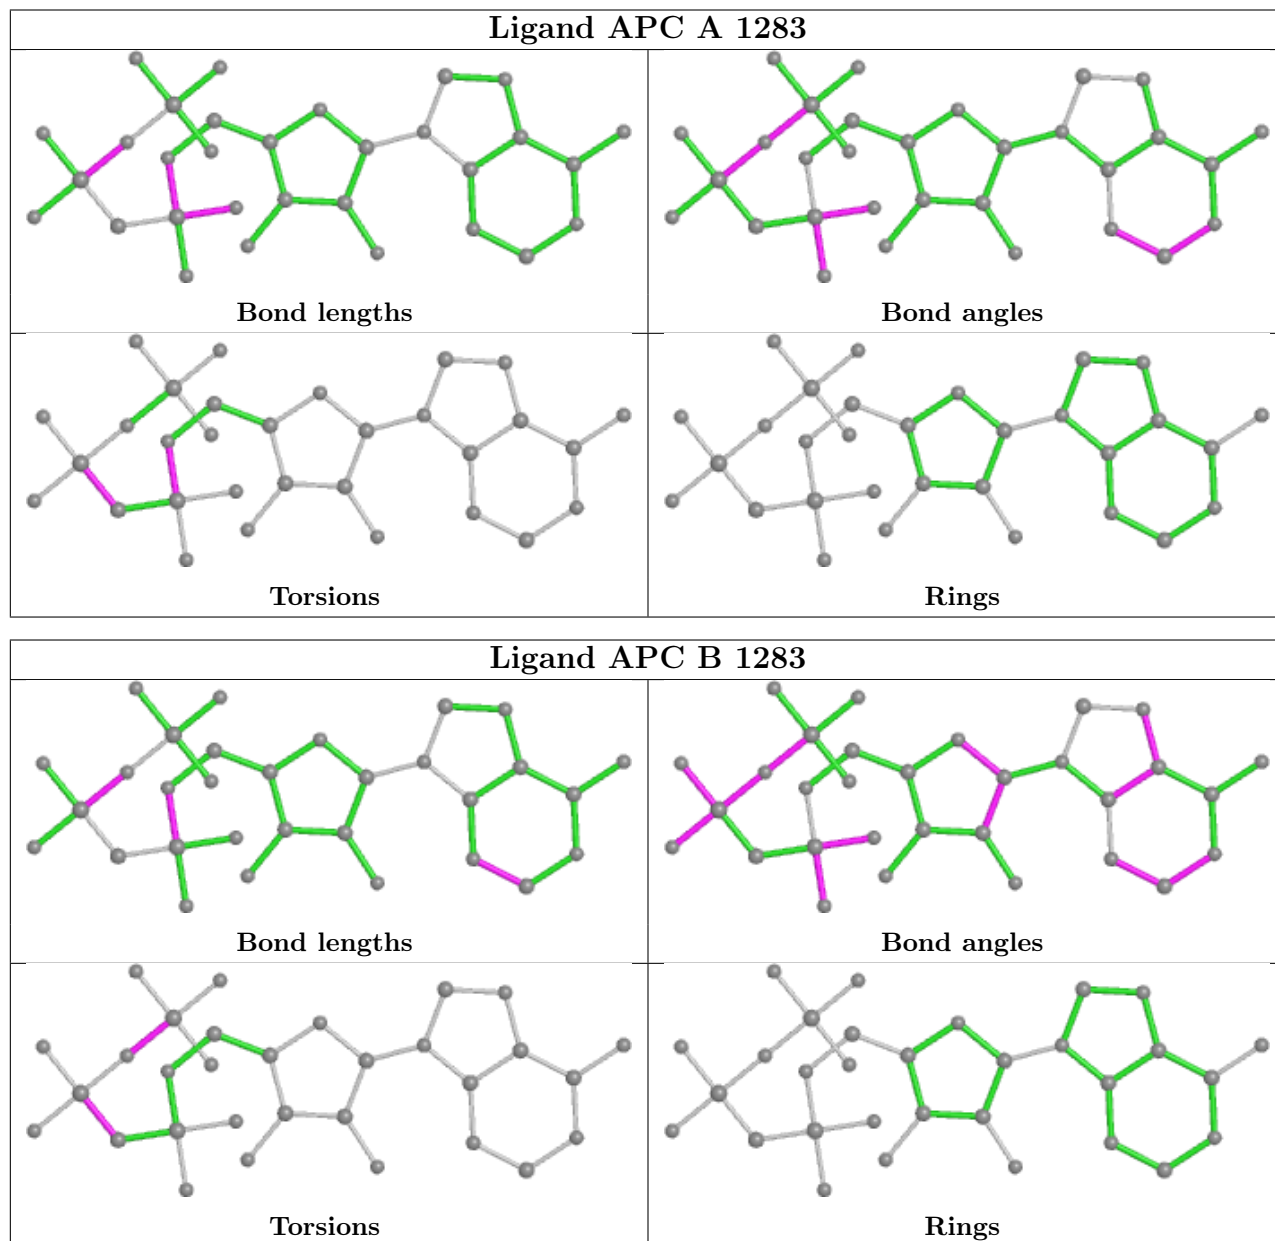 Ligand APC A 1283
Bond lengths
Bond angles
Torsions
Rings
Ligand APC B 1283
Bond lengths
Bond angles
Torsions
Rings